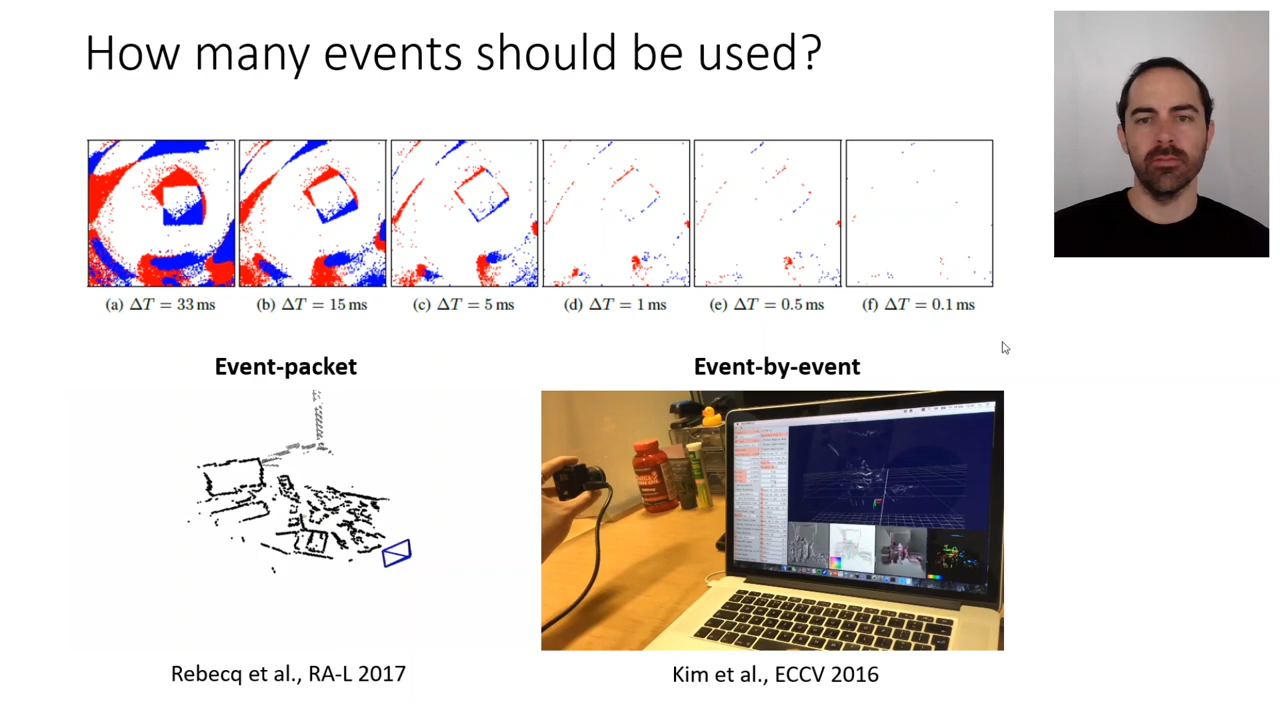 How many events should be used?
(a) ΔT = 33 ms
(b) ΔT = 15 ms
(c) ΔT = 5 ms
(d) ΔT = 1 ms
(e) ΔT = 0.5 ms
(f) ΔT = 0.1 ms
Event-packet
Event-by-event
Rebecq et al., RA-L 2017
Kim et al., ECCV 2016